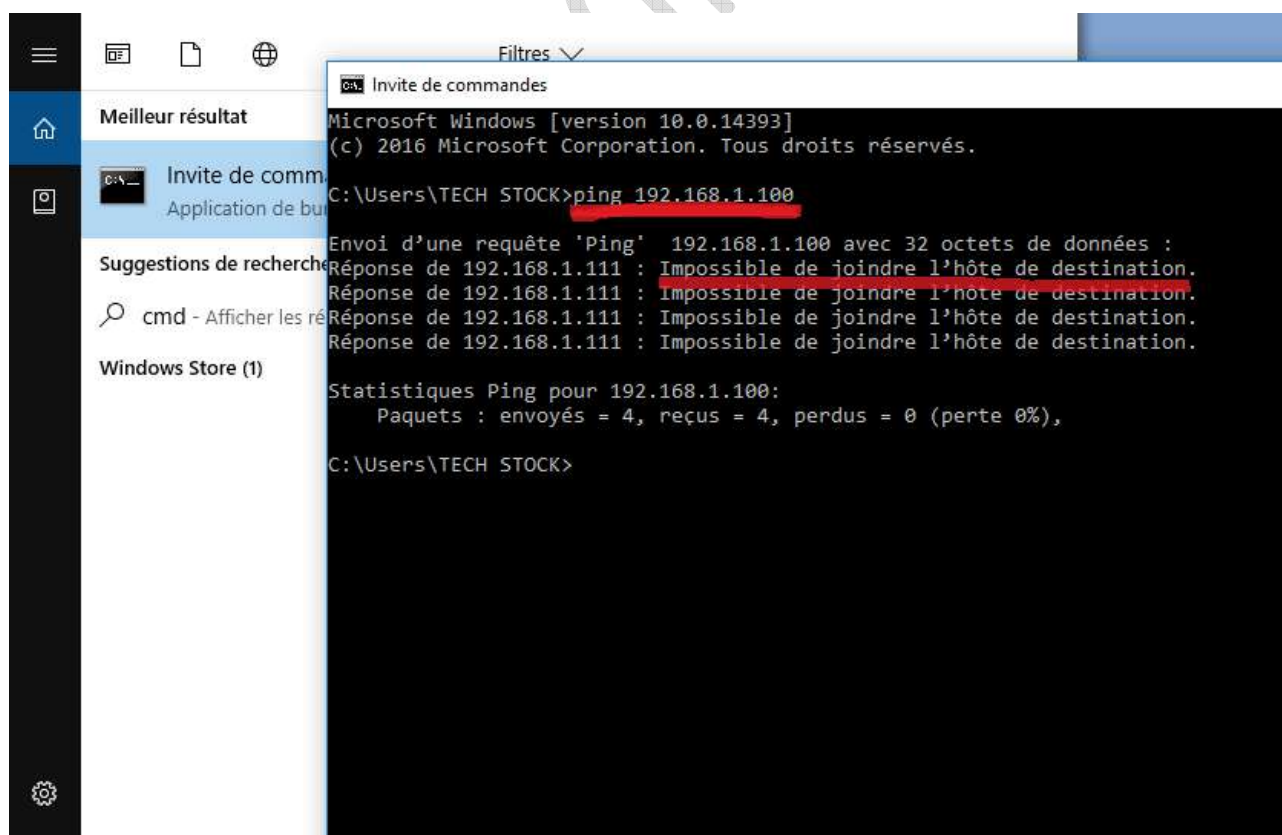 Filtres
Invite de commandes
Meilleur résultat
Invite de comm
Application de bu
Suggestions de recherche
cmd - Afficher les ré
Windows Store (1)
Microsoft Windows [version 10.0.14393]
(c) 2016 Microsoft Corporation. Tous droits réservés.
C:\Users\TECH STOCK>ping 192.168.1.100
Envoi d’une requête 'Ping'  192.168.1.100 avec 32 octets de données :
Réponse de 192.168.1.111 : Impossible de joindre l’hôte de destination.
Réponse de 192.168.1.111 : Impossible de joindre l’hôte de destination.
Réponse de 192.168.1.111 : Impossible de joindre l’hôte de destination.
Réponse de 192.168.1.111 : Impossible de joindre l’hôte de destination.
Statistiques Ping pour 192.168.1.100:
Paquets : envoyés = 4, reçus = 4, perdus = 0 (perte 0%),
C:\Users\TECH STOCK>